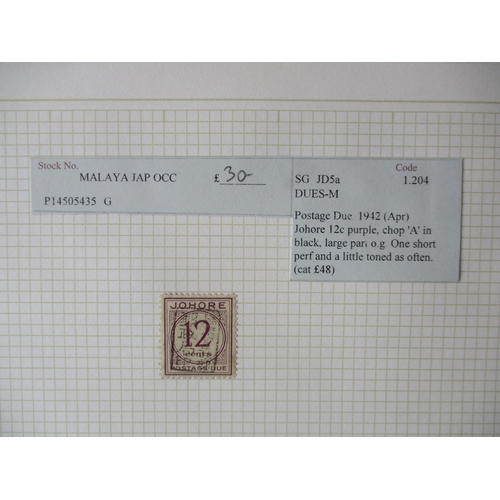 Stock No.
MALAYA JAP OCC £ 30-
P14505435 G
Code
SG JD5a 1.204
DUES-M
Postage Due 1942 (Apr)
Johore 12c purple, chop 'A' in
black, large part o.g One short
perf and a little toned as often.
(cat £48)
JOHORE
12
cents
POSTAGE DUE